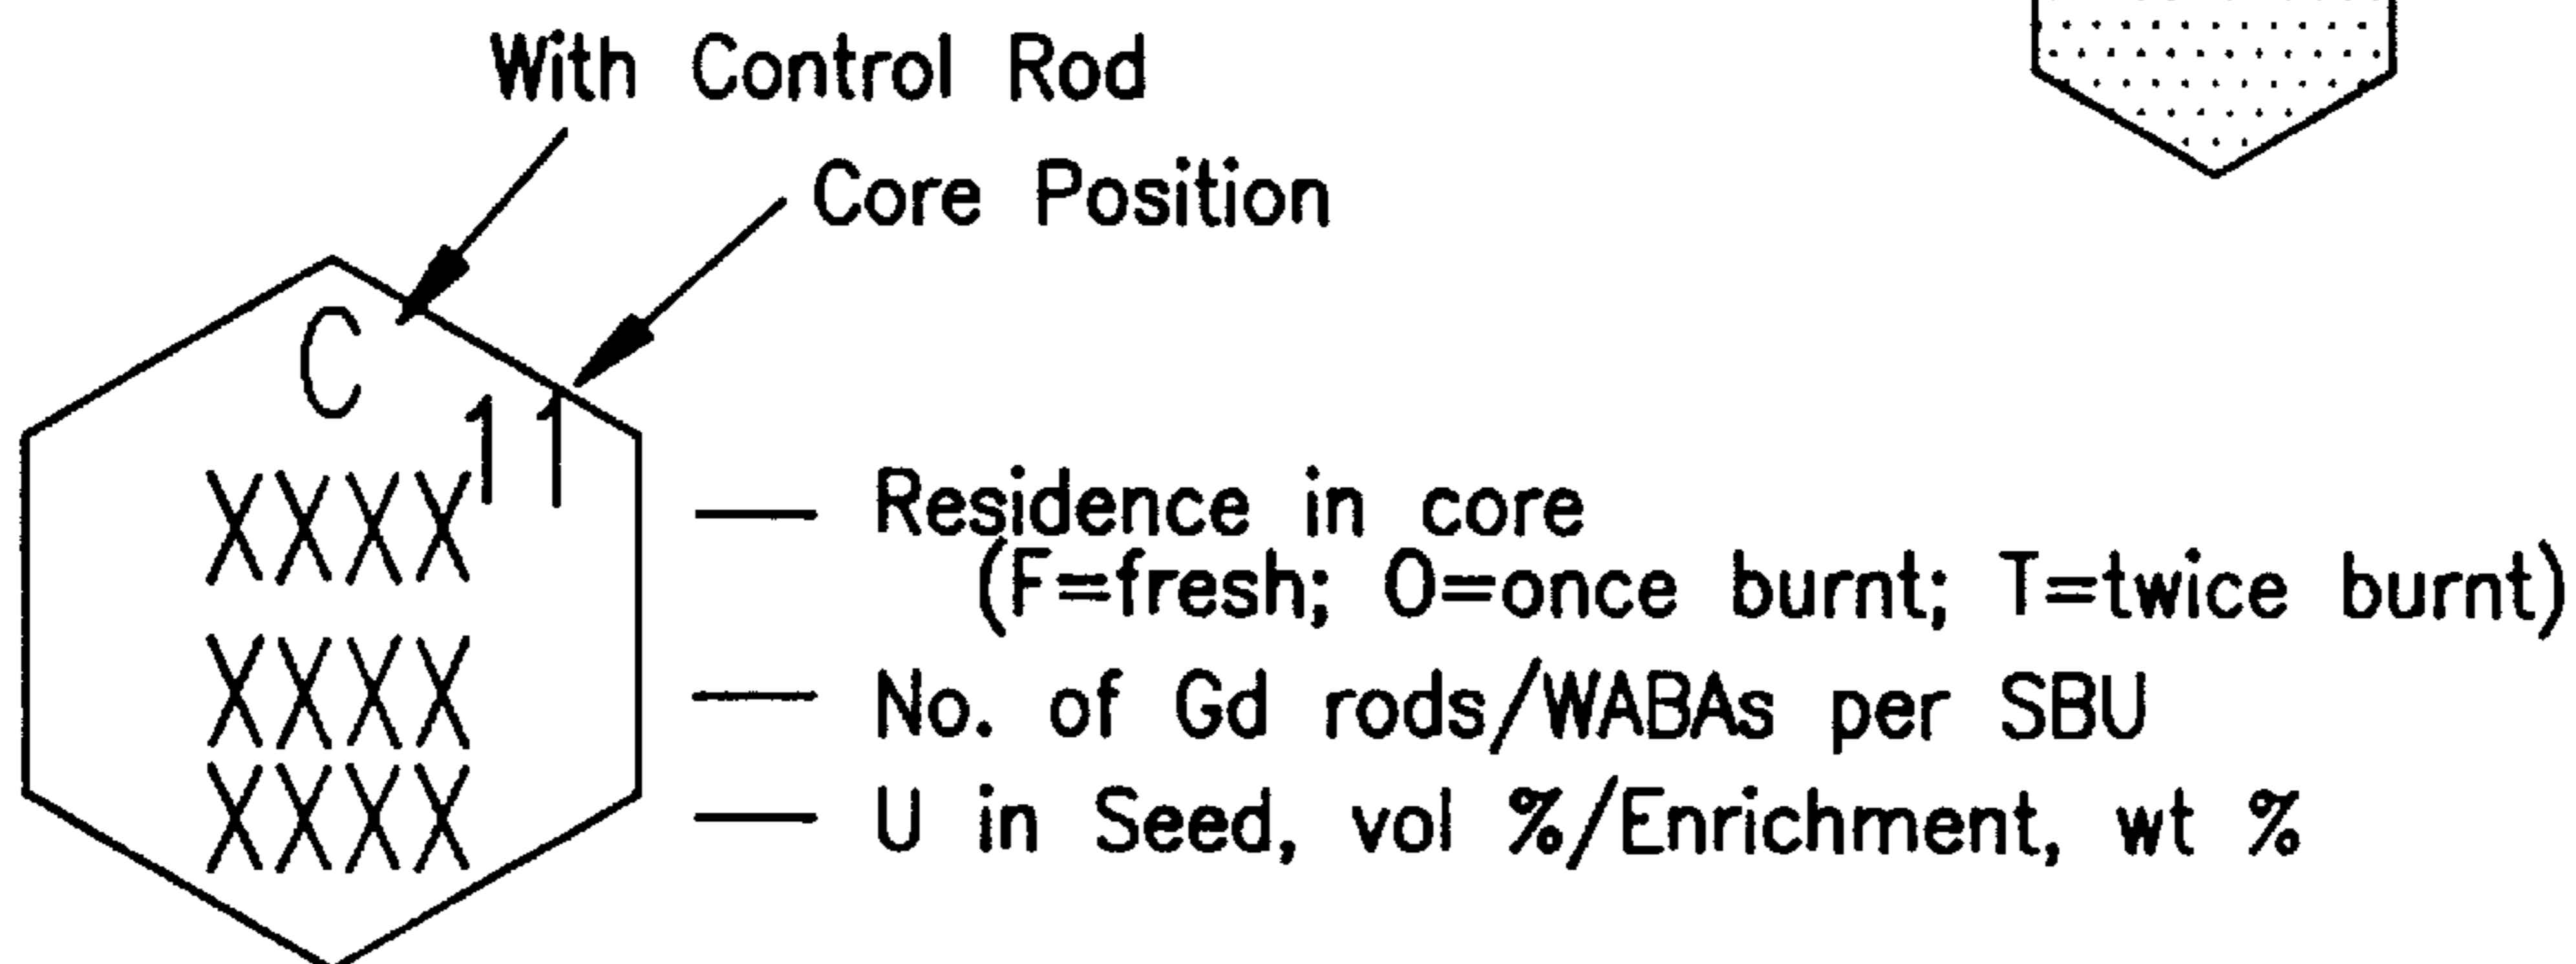 With Control Rod
Core Position
C
11
XXXX
Residence in core
(F=fresh; O=once burnt; T=twice burnt)
XXXX
No. of Gd rods/WABAs per SBU
XXXX
U in Seed, vol %/Enrichment, wt %